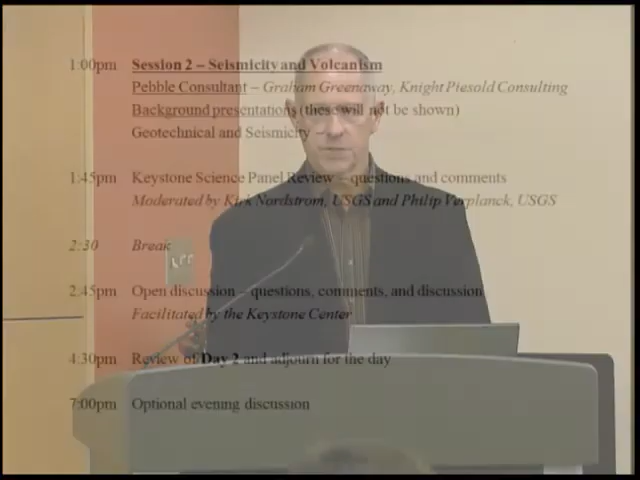 1:00pm Session 2 – Seismicity and Volcanism
Pebble Consultant – Graham Greenaway, Knight Piesold Consulting
Background presentations (these will not be shown)
Geotechnical and Seismicity
1:45pm Keystone Science Panel Review – questions and comments
Moderated by Kirk Nordstrom, USGS and Philip Verplanck, USGS
2:30 Break
2:45pm Open discussion – questions, comments, and discussion
Facilitated by the Keystone Center
4:30pm Review of Day 2 and adjourn for the day
7:00pm Optional evening discussion